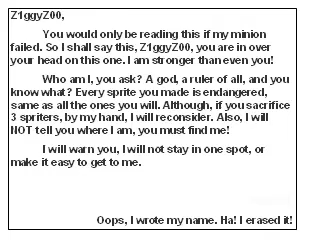 Z1ggyZ00,
You would only be reading this if my minion
failed. So I shall say this, Z1ggyZ00, you are in over
your head on this one. I am stronger than even you!
Who am I, you ask? A god, a ruler of all, and you
know what? Every sprite you made is endangered,
same as all the ones you will. Although, if you sacrifice
3 spriters, by my hand, I will reconsider. Also, I will
NOT tell you where I am, you must find me!
I will warn you, I will not stay in one spot, or
make it easy to get to me.
Oops, I wrote my name. Ha! I erased it!